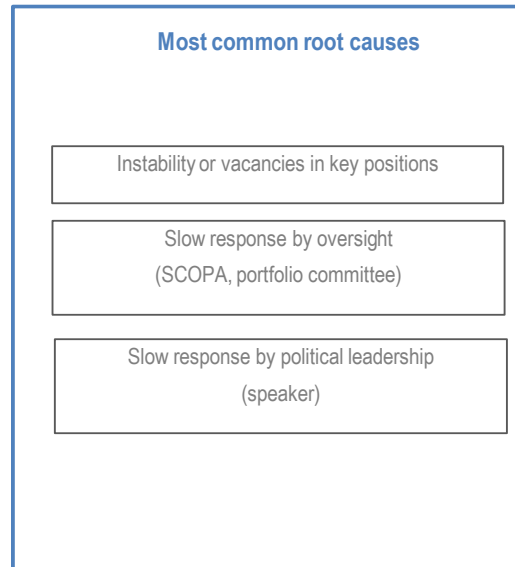 Most common root causes
Instability or vacancies in key positions
Slow response by oversight
(SCOPA, portfolio committee)
Slow response by political leadership
(speaker)